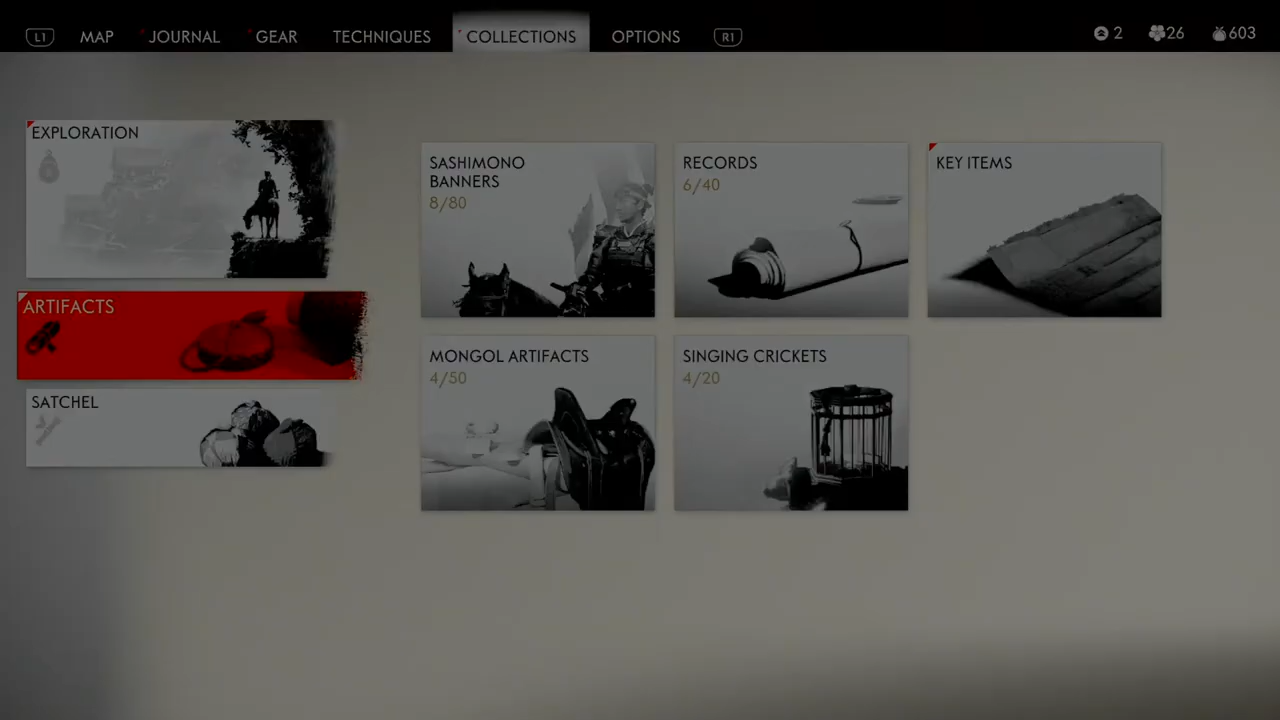 L1 MAP JOURNAL GEAR TECHNIQUES COLLECTIONS OPTIONS R1 2 26 603
EXPLORATION
ARTIFACTS
SATCHEL
SASHIMONO
BANNERS
8/80
RECORDS
6/40
KEY ITEMS
MONGOL ARTIFACTS
4/50
SINGING CRICKETS
4/20